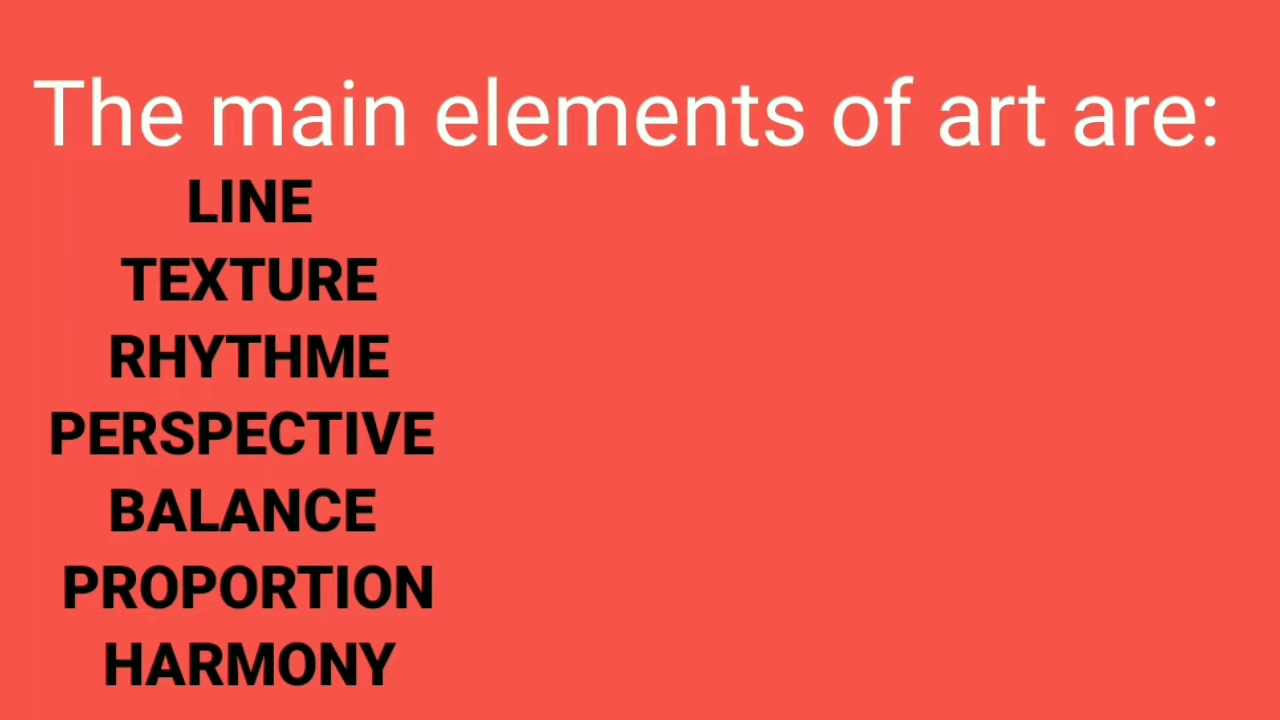 The main elements of art are:
LINE
TEXTURE
RHYTHME
PERSPECTIVE
BALANCE
PROPORTION
HARMONY